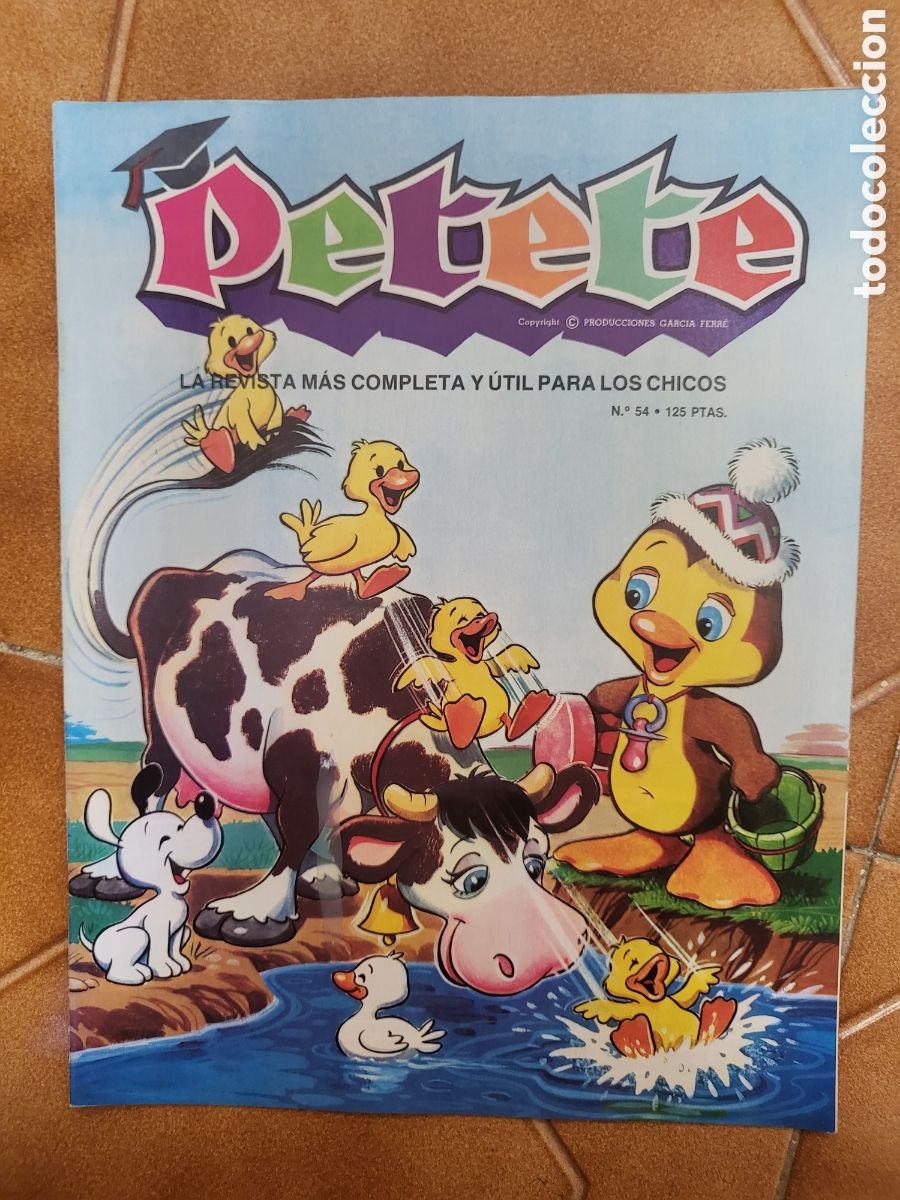 Petete
Copyright © PRODUCCIONES GARCIA FERRÉ
LA REVISTA MÁS COMPLETA Y ÚTIL PARA LOS CHICOS
N.º 54 • 125 PTAS.
todocoleccion